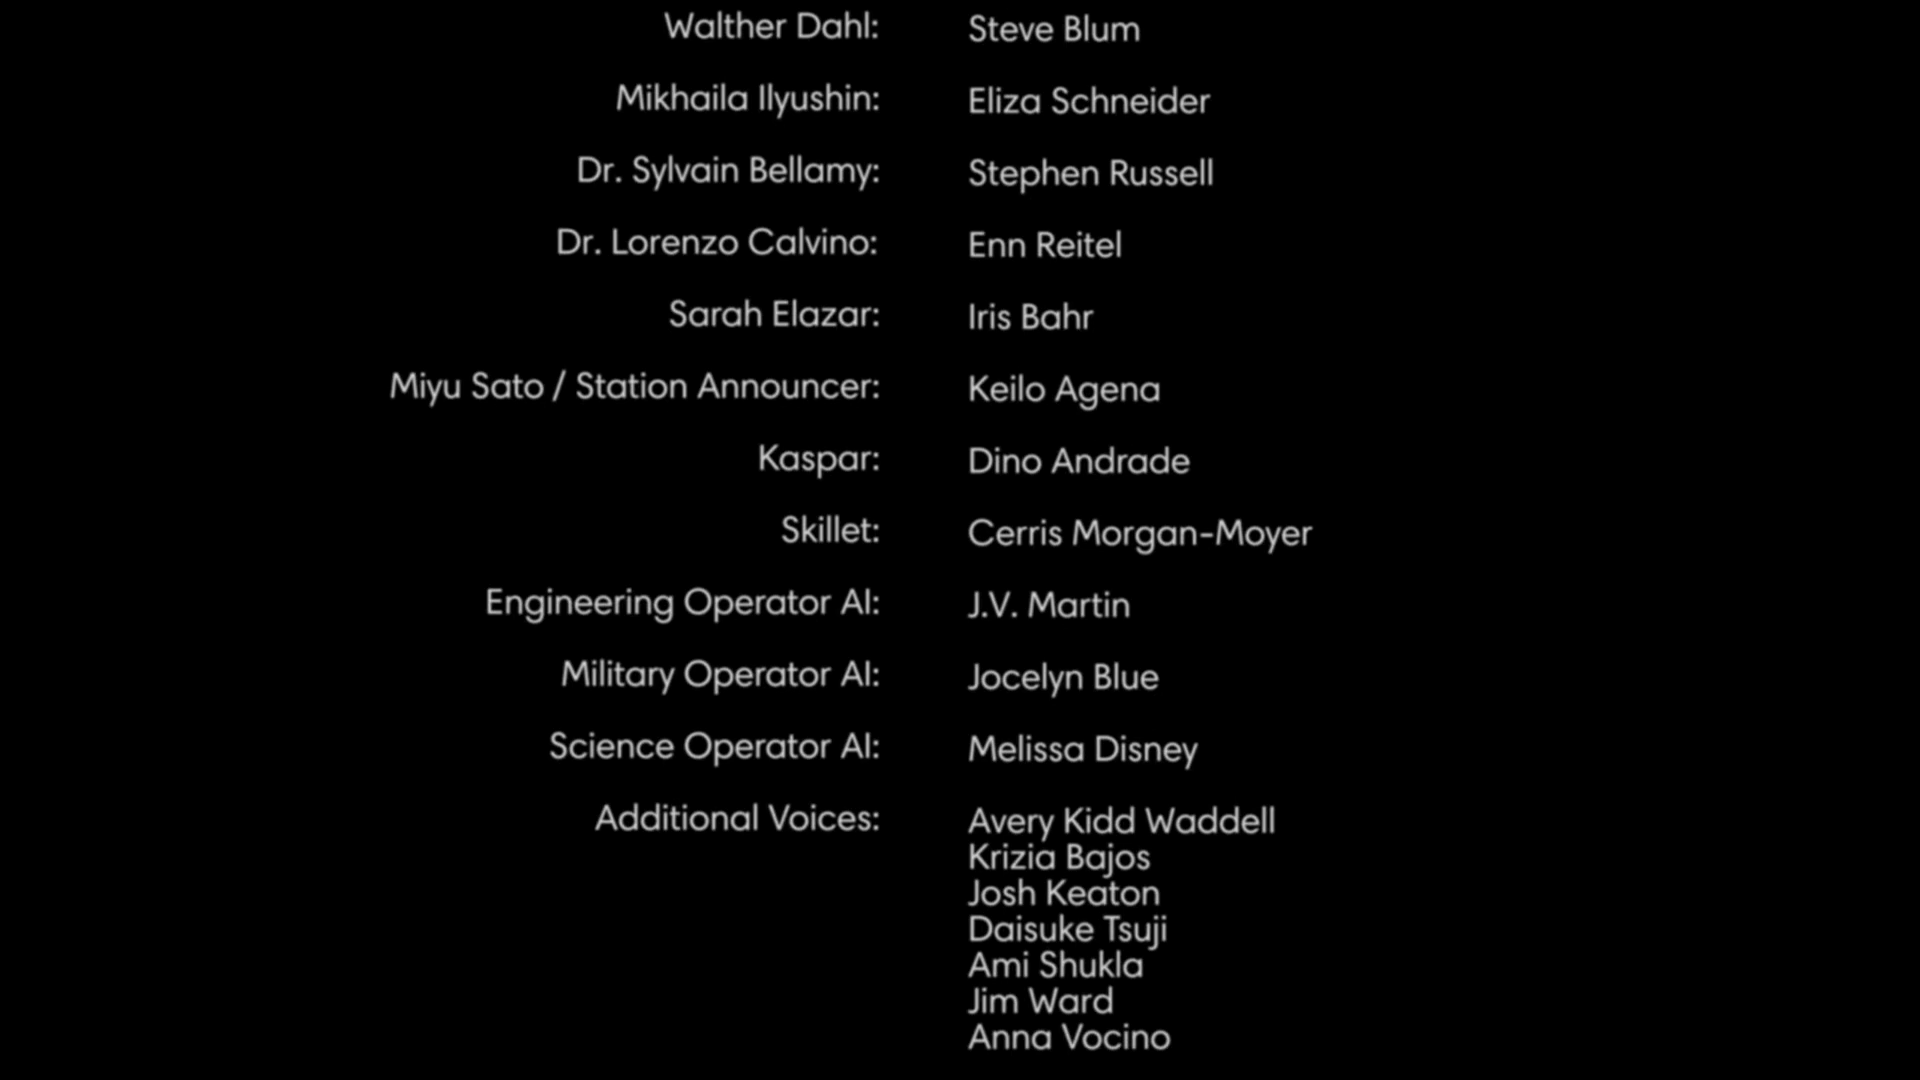 Walther Dahl: Steve Blum
Mikhaila Ilyushin: Eliza Schneider
Dr. Sylvain Bellamy: Stephen Russell
Dr. Lorenzo Calvino: Enn Reitel
Sarah Elazar: Iris Bahr
Miyu Sato / Station Announcer: Keilo Agena
Kaspar: Dino Andrade
Skillet: Cerris Morgan-Moyer
Engineering Operator AI: J.V. Martin
Military Operator AI: Jocelyn Blue
Science Operator AI: Melissa Disney
Additional Voices: Avery Kidd Waddell
Krizia Bajos
Josh Keaton
Daisuke Tsuji
Ami Shukla
Jim Ward
Anna Vocino